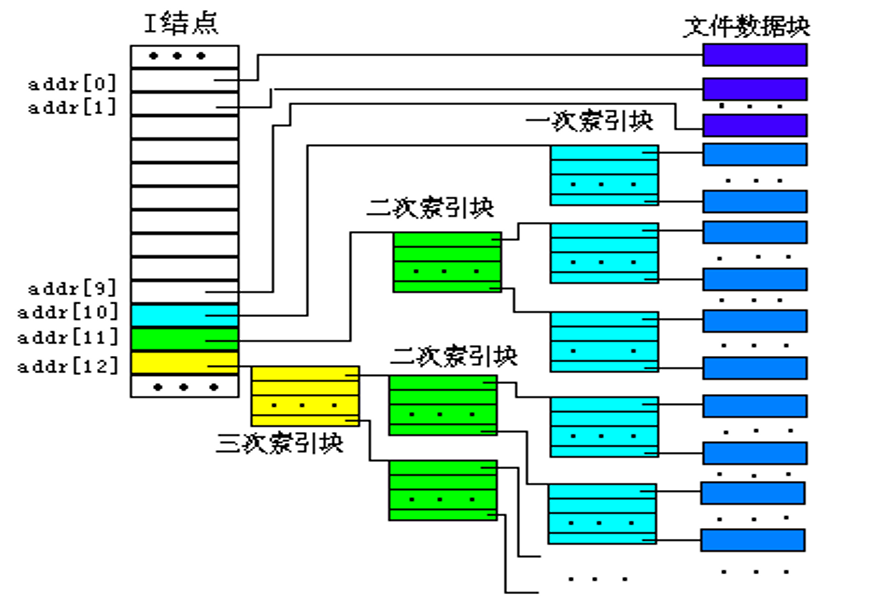 I结点
文件数据块
addr[0]
addr[1]
一次索引块
二次索引块
addr[9]
addr[10]
addr[11]
二次索引块
addr[12]
三次索引块